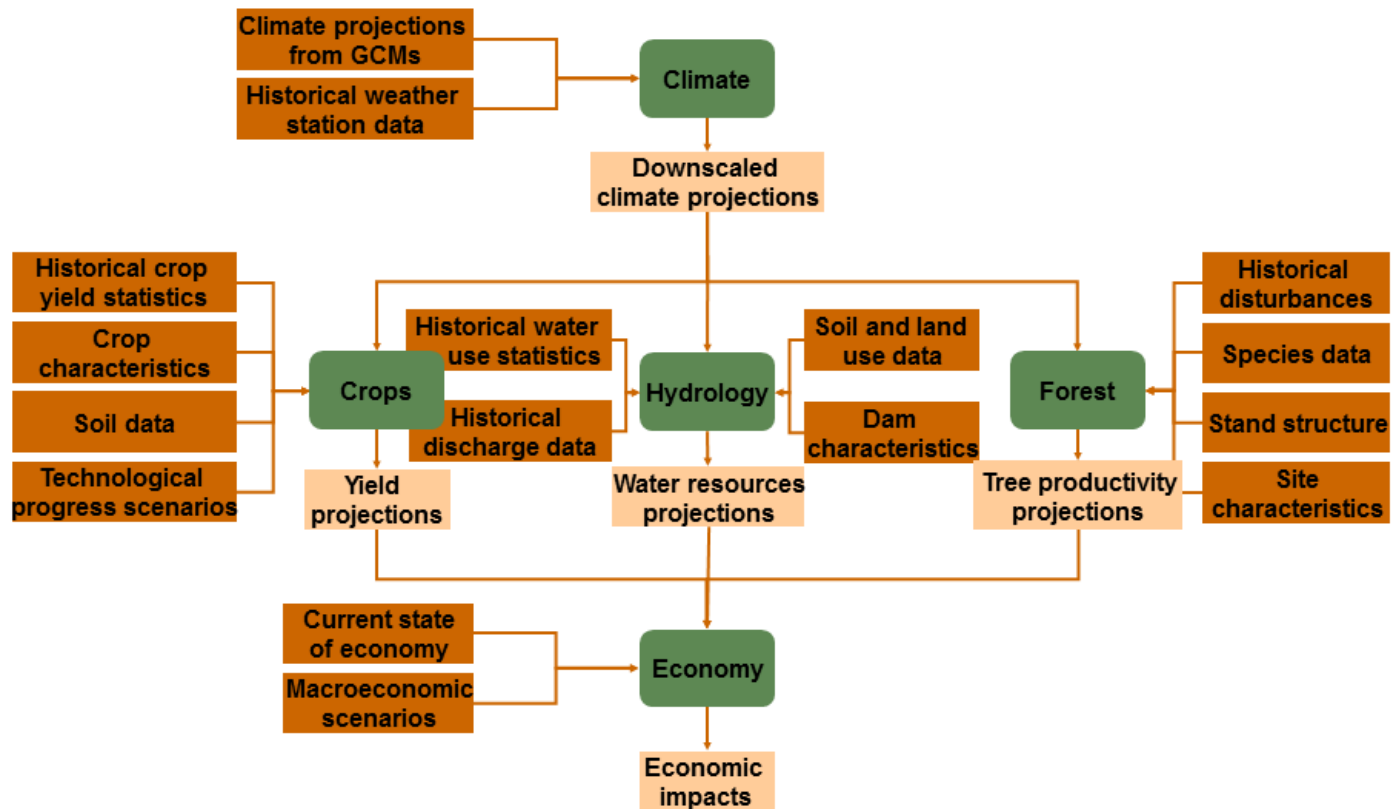 Climate projections
from GCMs
Historical weather
station data
Climate
Downscaled
climate projections
Historical crop
yield statistics
Crop
characteristics
Soil data
Technological
progress scenarios
Crops
Historical water
use statistics
Historical
discharge data
Hydrology
Soil and land
use data
Dam
characteristics
Forest
Historical
disturbances
Species data
Stand structure
Site
characteristics
Yield
projections
Water resources
projections
Tree productivity
projections
Current state
of economy
Macroeconomic
scenarios
Economy
Economic
impacts